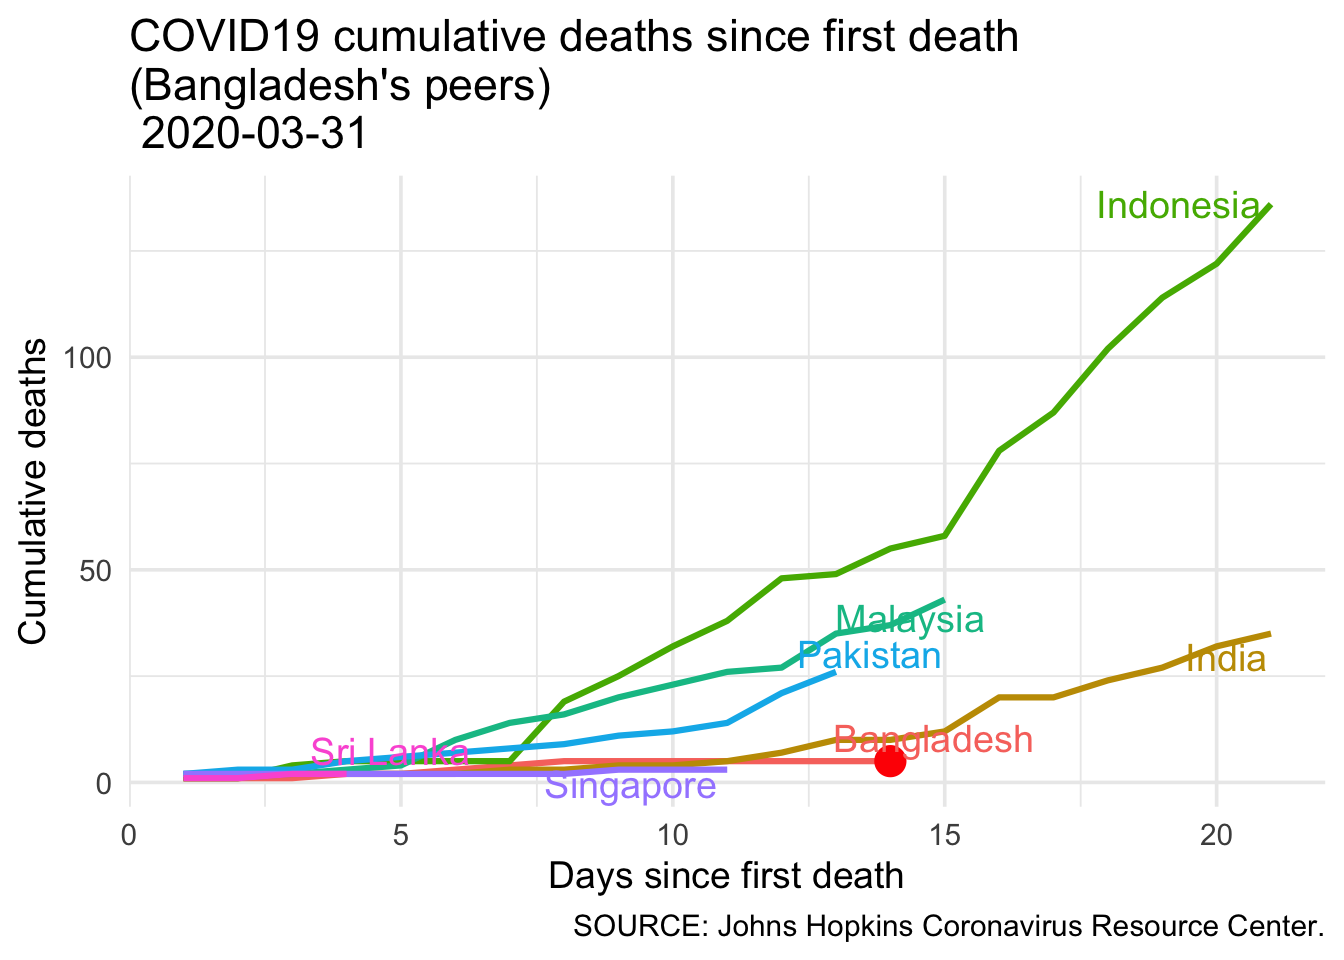 COVID19 cumulative deaths since first death
(Bangladesh's peers)
2020-03-31
Indonesia
100
Cumulative deaths
50
Malaysia
Pakistan
India
Bangladesh
Sri Lanka
0
Singapore
0 5 10 15 20
Days since first death
SOURCE: Johns Hopkins Coronavirus Resource Center.